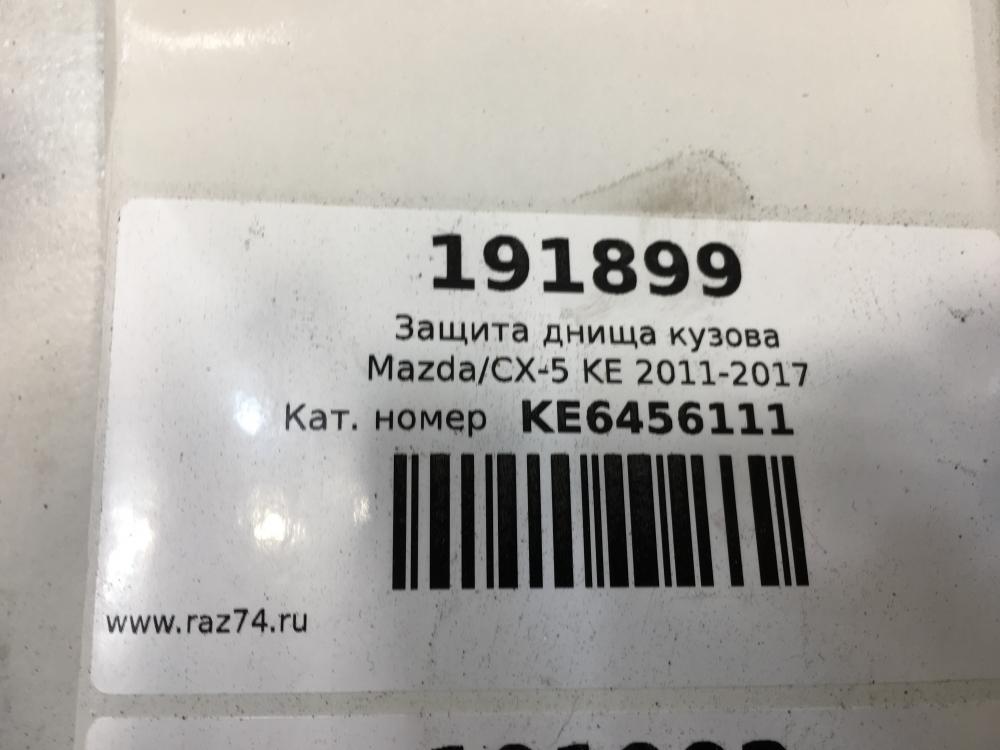 191899
Защита днища кузова
Mazda/CX-5 KE 2011-2017
Кат. номер KE6456111
www.raz74.ru